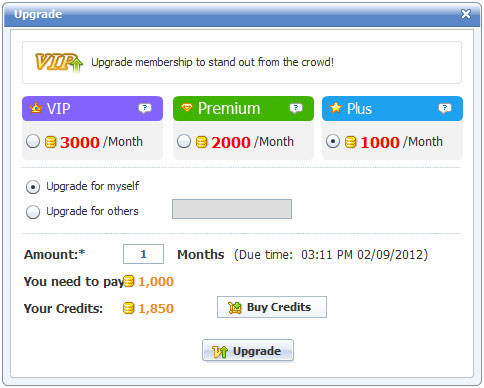 Upgrade
VIP Upgrade membership to stand out from the crowd!
VIP ? Premium ? Plus ?
3000 /Month 2000 /Month 1000 /Month
Upgrade for myself
Upgrade for others
Amount:* 1 Months (Due time: 03:11 PM 02/09/2012)
You need to pay 1,000
Your Credits: 1,850 Buy Credits
Upgrade